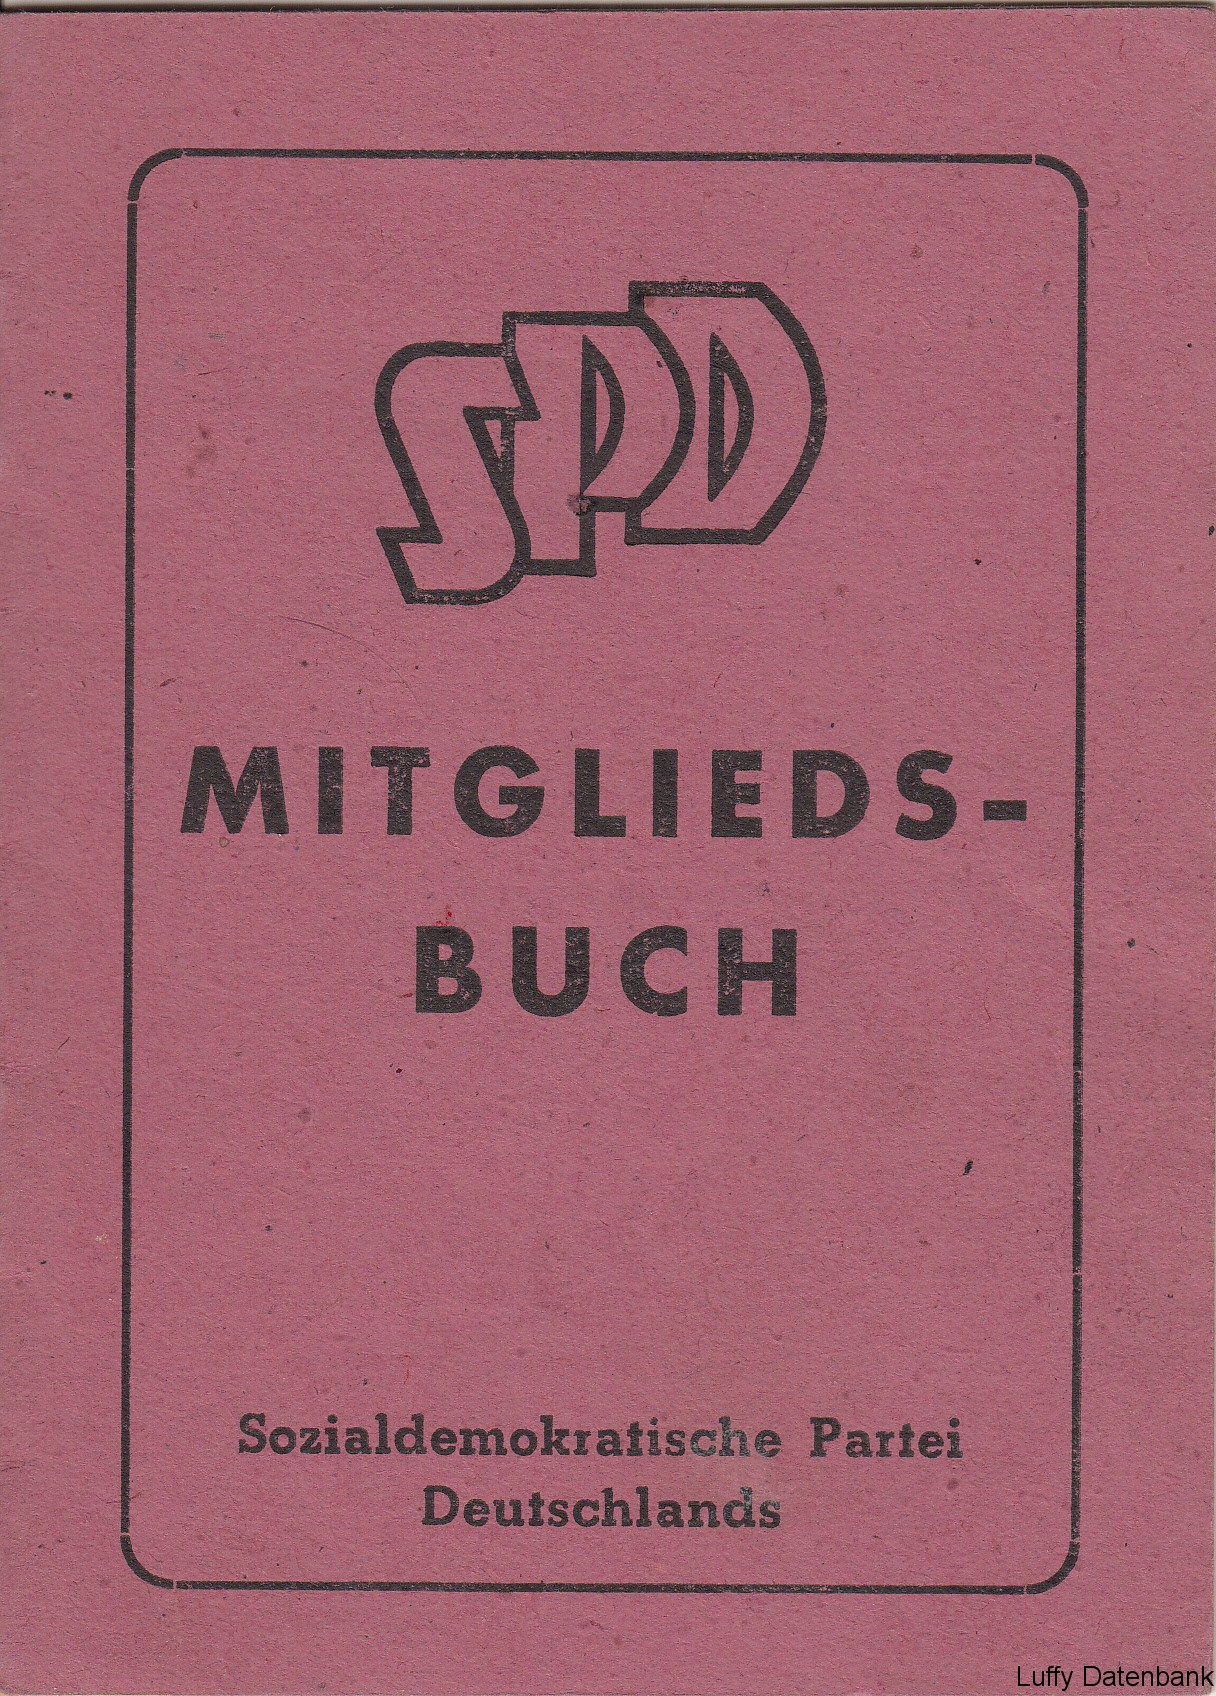 SPD
MITGLIEDS-
BUCH
Sozialdemokratische Partei
Deutschlands
Luffy Datenbank